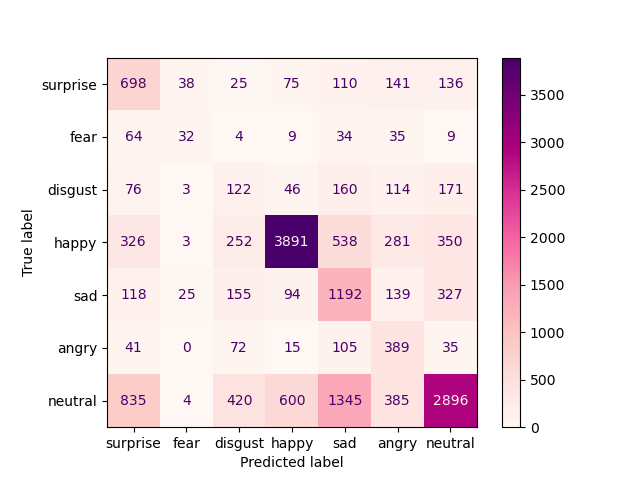 surprise 698 38 25 75 110 141 136
fear 64 32 4 9 34 35 9
disgust 76 3 122 46 160 114 171
happy 326 3 252 3891 538 281 350
sad 118 25 155 94 1192 139 327
angry 41 0 72 15 105 389 35
neutral 835 4 420 600 1345 385 2896
surprise fear disgust happy sad angry neutral
Predicted label
True label
3500
3000
2500
2000
1500
1000
500
0